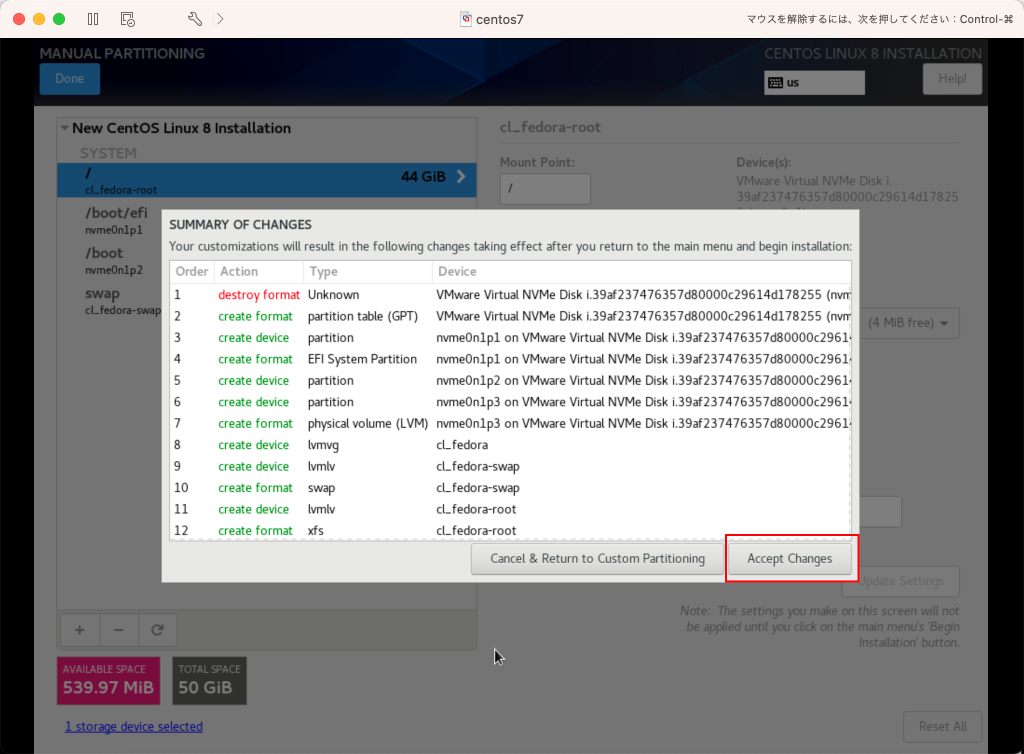 centos7
マウスを解除するには、次を押してください：Control-⌘
MANUAL PARTITIONING
CENTOS LINUX 8 INSTALLATION
Done
us
Help!
New CentOS Linux 8 Installation
SYSTEM
/
44 GiB
cl_fedora-root
/boot/efi
nvme0n1p1
/boot
nvme0n1p2
swap
cl_fedora-swap
cl_fedora-root
Mount Point:
Device(s):
/
VMware Virtual NVMe Disk i.
39af237476357d80000c29614d17825
SUMMARY OF CHANGES
Your customizations will result in the following changes taking effect after you return to the main menu and begin installation:
Order Action Type Device
1 destroy format Unknown VMware Virtual NVMe Disk i.39af237476357d80000c29614d178255 (nvm
2 create format partition table (GPT) VMware Virtual NVMe Disk i.39af237476357d80000c29614d178255 (nvm
3 create device partition nvme0n1p1 on VMware Virtual NVMe Disk i.39af237476357d80000c2961
4 create format EFI System Partition nvme0n1p1 on VMware Virtual NVMe Disk i.39af237476357d80000c2961
5 create device partition nvme0n1p2 on VMware Virtual NVMe Disk i.39af237476357d80000c2961
6 create device partition nvme0n1p3 on VMware Virtual NVMe Disk i.39af237476357d80000c2961
7 create format physical volume (LVM) nvme0n1p3 on VMware Virtual NVMe Disk i.39af237476357d80000c2961
8 create device lvmvg cl_fedora
9 create device lvmlv cl_fedora-swap
10 create format swap cl_fedora-swap
11 create device lvmlv cl_fedora-root
12 create format xfs cl_fedora-root
Cancel & Return to Custom Partitioning
Accept Changes
(4 MiB free)
Update Settings
Note: The settings you make on this screen will not
be applied until you click on the main menu's 'Begin
Installation' button.
+ −
AVAILABLE SPACE
539.97 MiB
TOTAL SPACE
50 GiB
1 storage device selected
Reset All